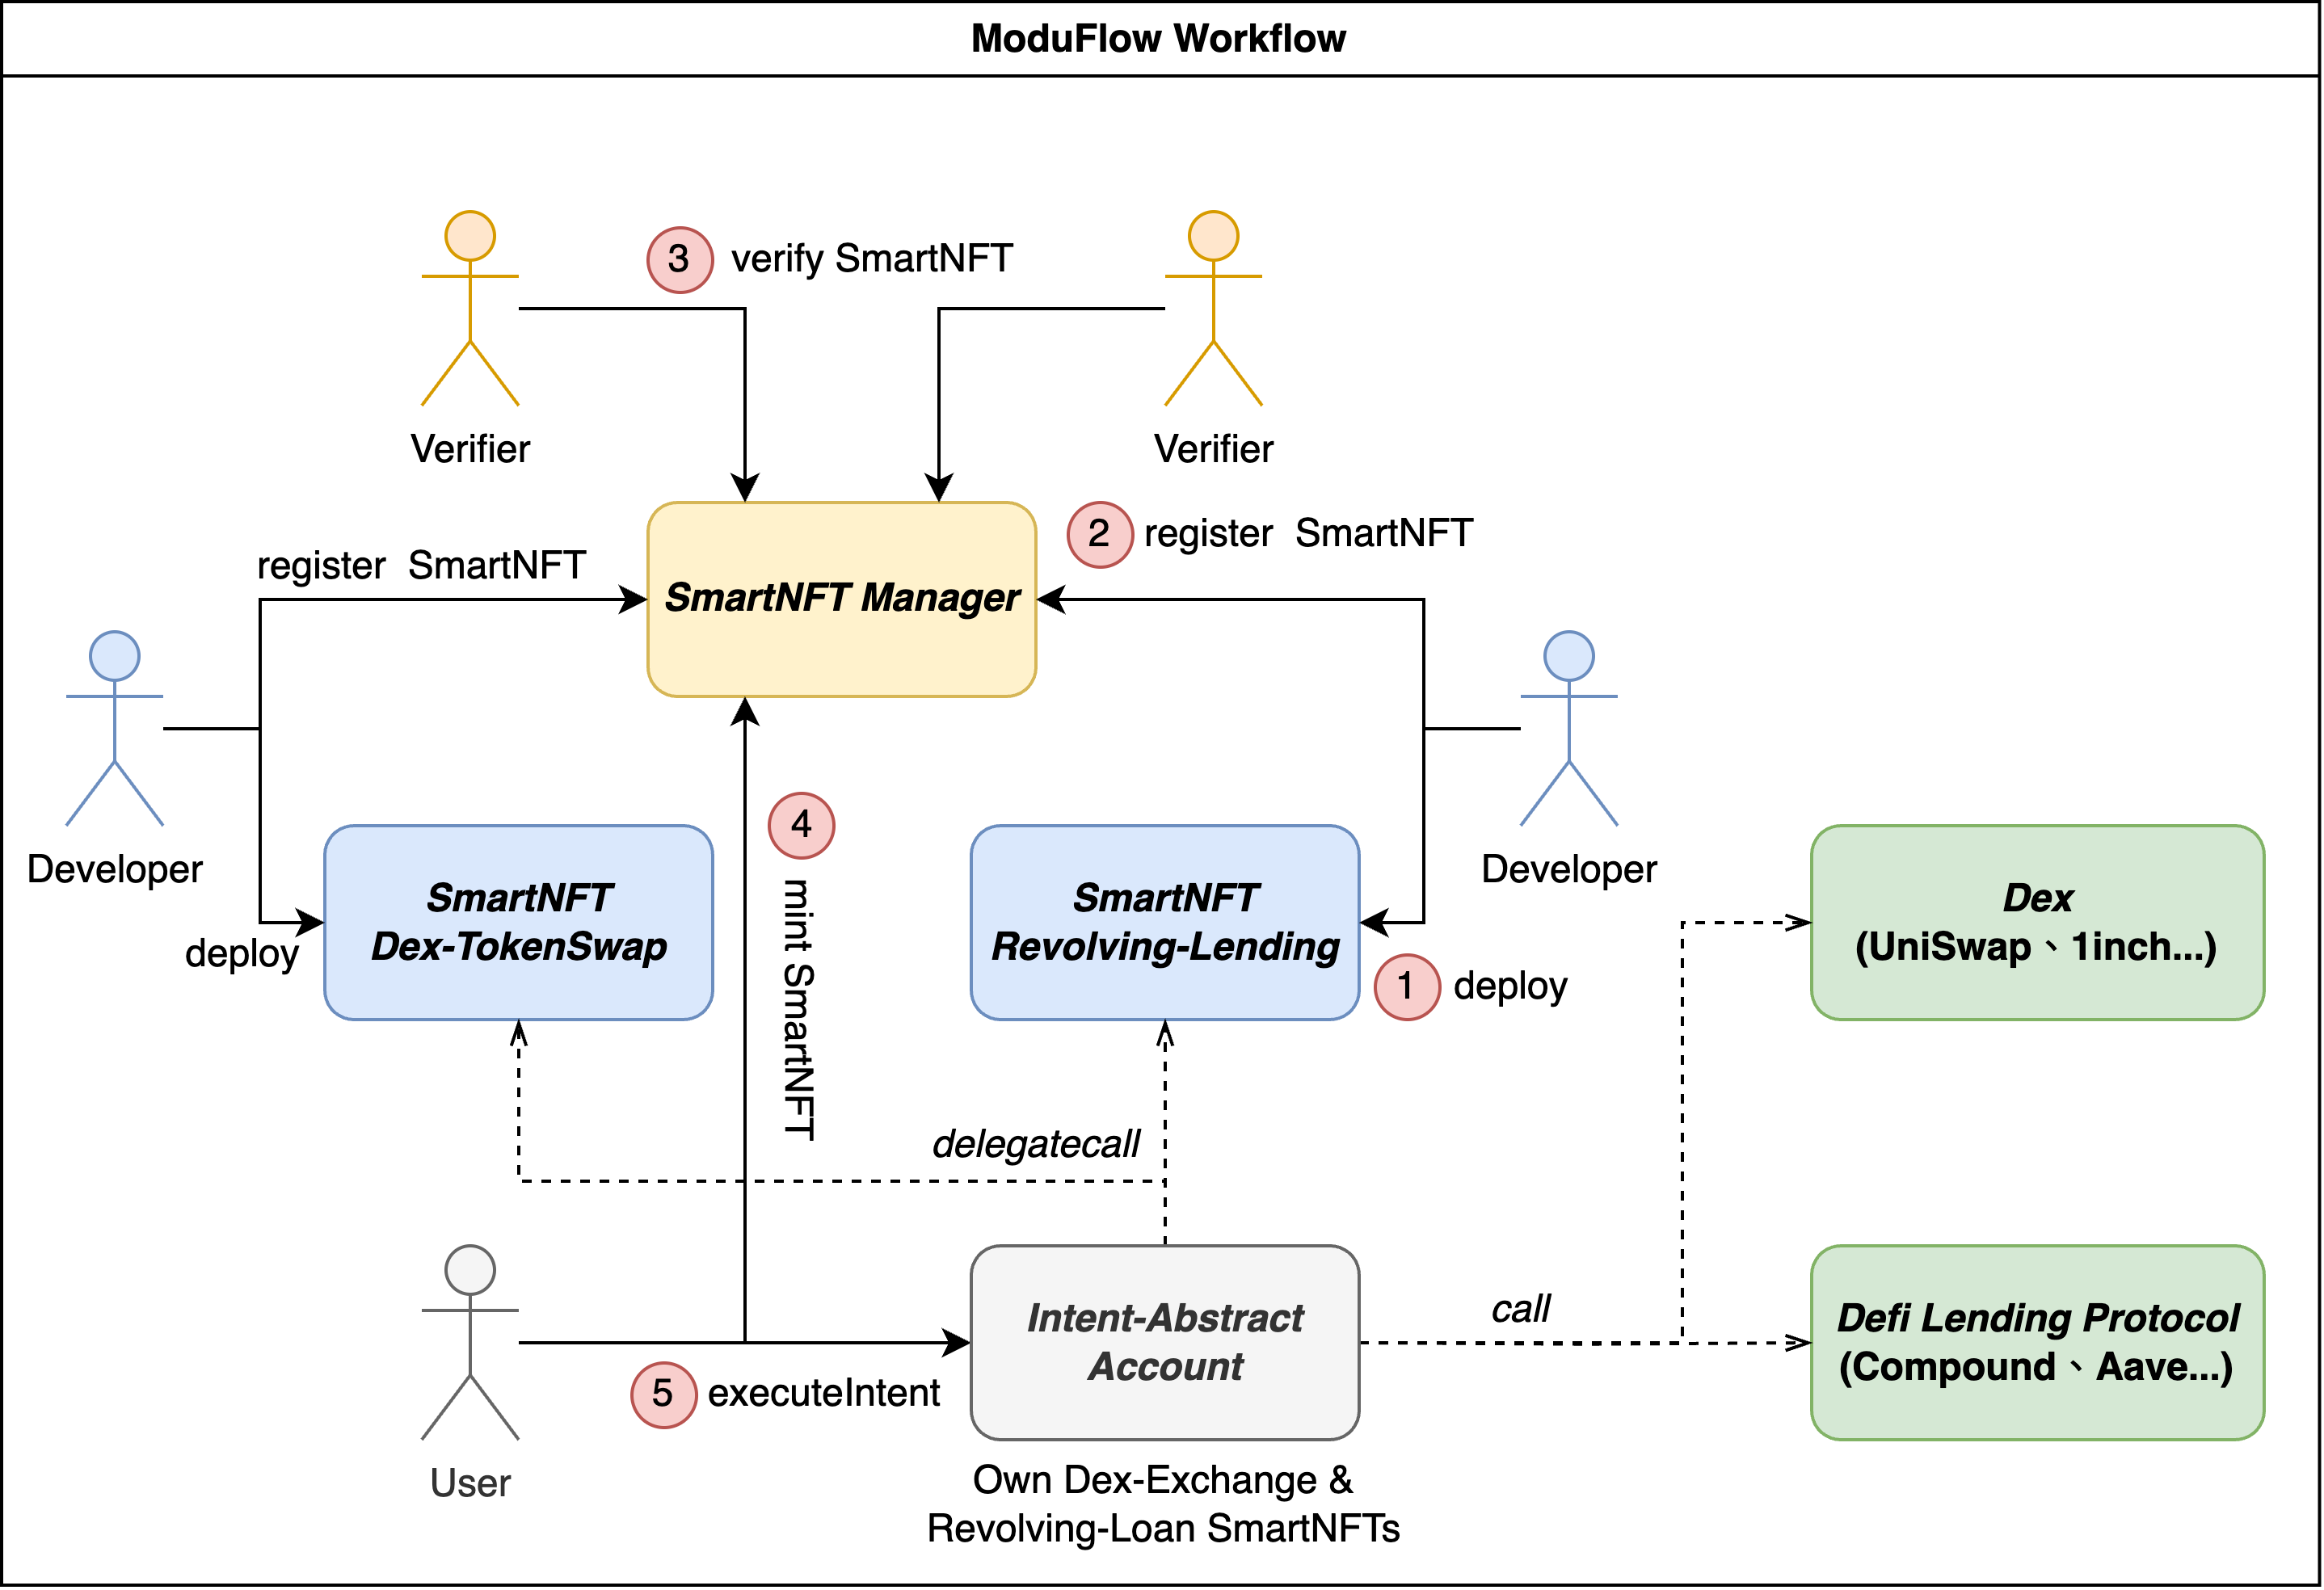 ModuFlow Workflow
3 verify SmartNFT
Verifier
Verifier
2 register SmartNFT
register SmartNFT
SmartNFT Manager
Developer
Developer
4 mint SmartNFT
SmartNFT
Dex-TokenSwap
deploy
SmartNFT
Revolving-Lending
1 deploy
Dex
(UniSwap、1inch...)
delegatecall
call
Intent-Abstract
Account
Defi Lending Protocol
(Compound、Aave...)
5 executeIntent
User
Own Dex-Exchange &
Revolving-Loan SmartNFTs